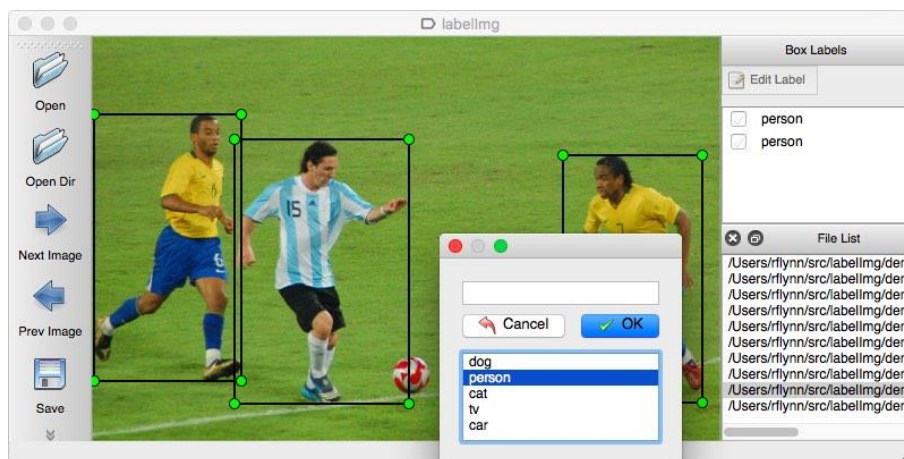 labelImg
Open
Open Dir
Next Image
Prev Image
Save
15
6
7
Box Labels
Edit Label
person
person
File List
/Users/rflynn/src/labelImg/der
/Users/rflynn/src/labelImg/der
/Users/rflynn/src/labelImg/der
/Users/rflynn/src/labelImg/der
/Users/rflynn/src/labelImg/der
/Users/rflynn/src/labelImg/der
/Users/rflynn/src/labelImg/der
/Users/rflynn/src/labelImg/der
/Users/rflynn/src/labelImg/der
/Users/rflynn/src/labelImg/der
Cancel
OK
dog
person
cat
tv
car